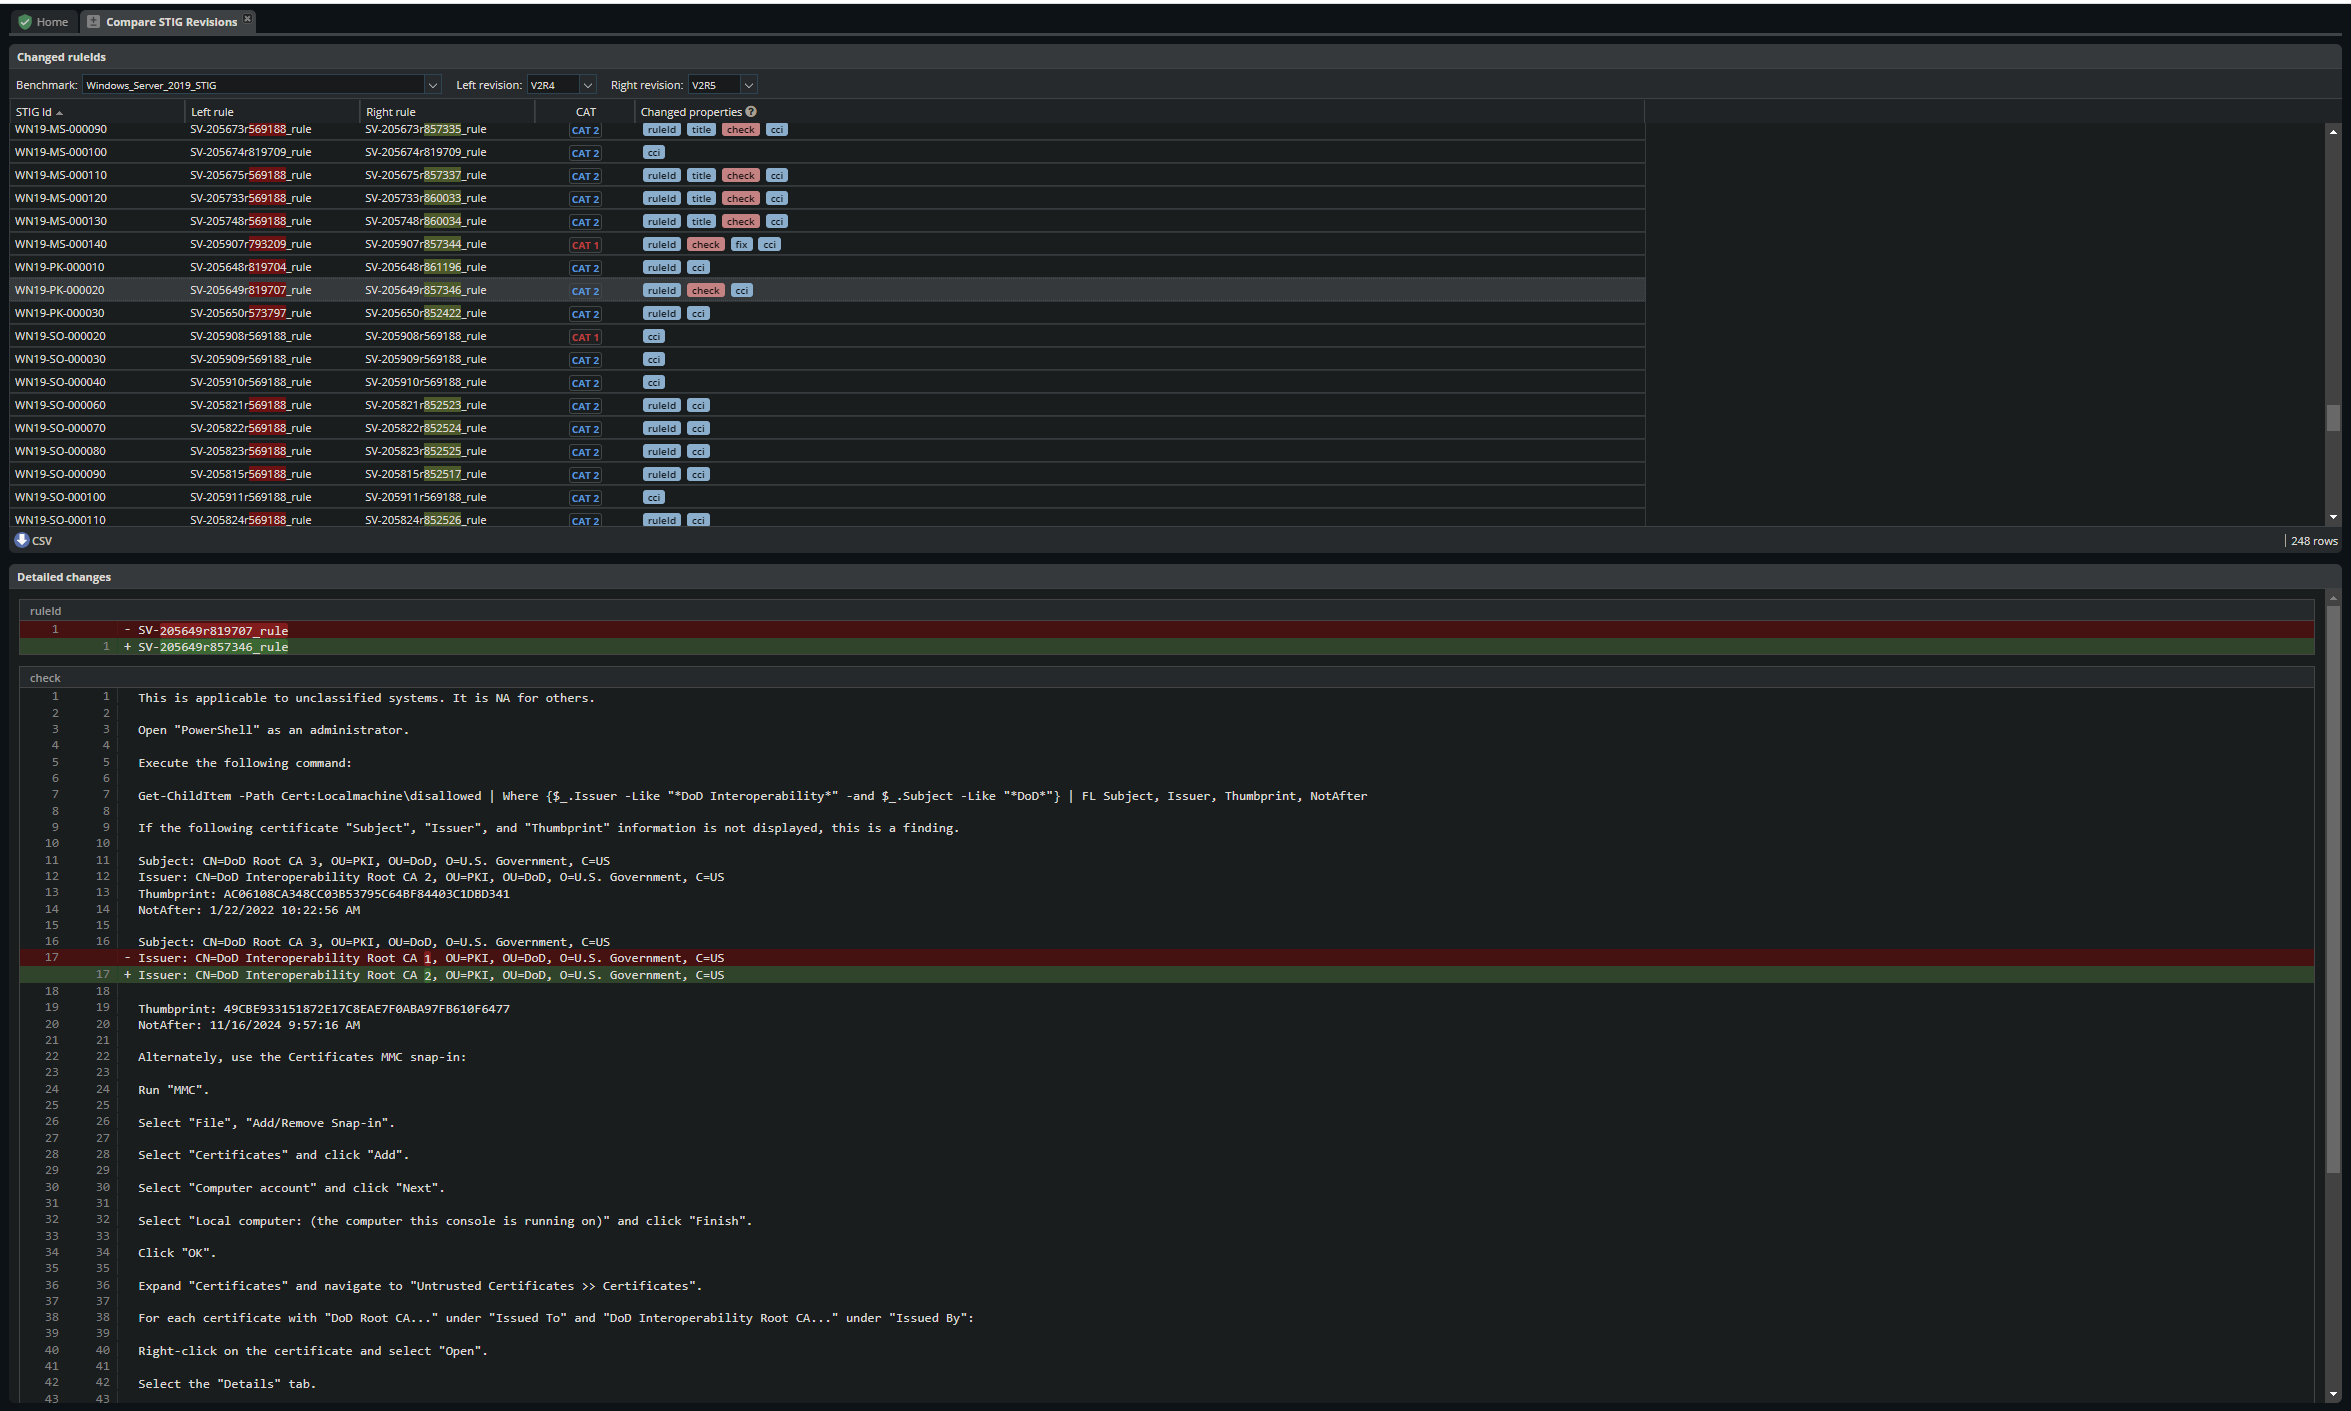 Home Compare STIG Revisions
Changed ruleIds
Benchmark: Windows_Server_2019_STIG Left revision: V2R4 Right revision: V2R5
STIG Id Left rule Right rule CAT Changed properties
WN19-MS-000090 SV-205673r569188_rule SV-205673r857335_rule CAT 2 ruleId title check cci
WN19-MS-000100 SV-205674r819709_rule SV-205674r819709_rule CAT 2 cci
WN19-MS-000110 SV-205675r569188_rule SV-205675r857337_rule CAT 2 ruleId title check cci
WN19-MS-000120 SV-205733r569188_rule SV-205733r860033_rule CAT 2 ruleId title check cci
WN19-MS-000130 SV-205748r569188_rule SV-205748r860034_rule CAT 2 ruleId title check cci
WN19-MS-000140 SV-205907r793209_rule SV-205907r857344_rule CAT 1 ruleId check fix cci
WN19-PK-000010 SV-205648r819704_rule SV-205648r861196_rule CAT 2 ruleId cci
WN19-PK-000020 SV-205649r819707_rule SV-205649r857346_rule CAT 2 ruleId check cci
WN19-PK-000030 SV-205650r573797_rule SV-205650r852422_rule CAT 2 ruleId cci
WN19-SO-000020 SV-205908r569188_rule SV-205908r569188_rule CAT 1 cci
WN19-SO-000030 SV-205909r569188_rule SV-205909r569188_rule CAT 2 cci
WN19-SO-000040 SV-205910r569188_rule SV-205910r569188_rule CAT 2 cci
WN19-SO-000060 SV-205821r569188_rule SV-205821r852523_rule CAT 2 ruleId cci
WN19-SO-000070 SV-205822r569188_rule SV-205822r852524_rule CAT 2 ruleId cci
WN19-SO-000080 SV-205823r569188_rule SV-205823r852525_rule CAT 2 ruleId cci
WN19-SO-000090 SV-205815r569188_rule SV-205815r852517_rule CAT 2 ruleId cci
WN19-SO-000100 SV-205911r569188_rule SV-205911r569188_rule CAT 2 cci
WN19-SO-000110 SV-205824r569188_rule SV-205824r852526_rule CAT 2 ruleId cci
CSV 248 rows
Detailed changes
ruleId
1 - SV-205649r819707_rule
1 + SV-205649r857346_rule
check
1 1 This is applicable to unclassified systems. It is NA for others.
2 2
3 3 Open "PowerShell" as an administrator.
4 4
5 5 Execute the following command:
6 6
7 7 Get-ChildItem -Path Cert:Localmachine\disallowed | Where {$_.Issuer -Like "*DoD Interoperability*" -and $_.Subject -Like "*DoD*"} | FL Subject, Issuer, Thumbprint, NotAfter
8 8
9 9 If the following certificate "Subject", "Issuer", and "Thumbprint" information is not displayed, this is a finding.
10 10
11 11 Subject: CN=DoD Root CA 3, OU=PKI, OU=DoD, O=U.S. Government, C=US
12 12 Issuer: CN=DoD Interoperability Root CA 2, OU=PKI, OU=DoD, O=U.S. Government, C=US
13 13 Thumbprint: AC06108CA348CC03B53795C64BF84403C1DBD341
14 14 NotAfter: 1/22/2022 10:22:56 AM
15 15
16 16 Subject: CN=DoD Root CA 3, OU=PKI, OU=DoD, O=U.S. Government, C=US
17 - Issuer: CN=DoD Interoperability Root CA 1, OU=PKI, OU=DoD, O=U.S. Government, C=US
17 + Issuer: CN=DoD Interoperability Root CA 2, OU=PKI, OU=DoD, O=U.S. Government, C=US
18 18
19 19 Thumbprint: 49CBE933151872E17C8EAE7F0ABA97FB610F6477
20 20 NotAfter: 11/16/2024 9:57:16 AM
21 21
22 22 Alternately, use the Certificates MMC snap-in:
23 23
24 24 Run "MMC".
25 25
26 26 Select "File", "Add/Remove Snap-in".
27 27
28 28 Select "Certificates" and click "Add".
29 29
30 30 Select "Computer account" and click "Next".
31 31
32 32 Select "Local computer: (the computer this console is running on)" and click "Finish".
33 33
34 34 Click "OK".
35 35
36 36 Expand "Certificates" and navigate to "Untrusted Certificates >> Certificates".
37 37
38 38 For each certificate with "DoD Root CA..." under "Issued To" and "DoD Interoperability Root CA..." under "Issued By":
39 39
40 40 Right-click on the certificate and select "Open".
41 41
42 42 Select the "Details" tab.
43 43